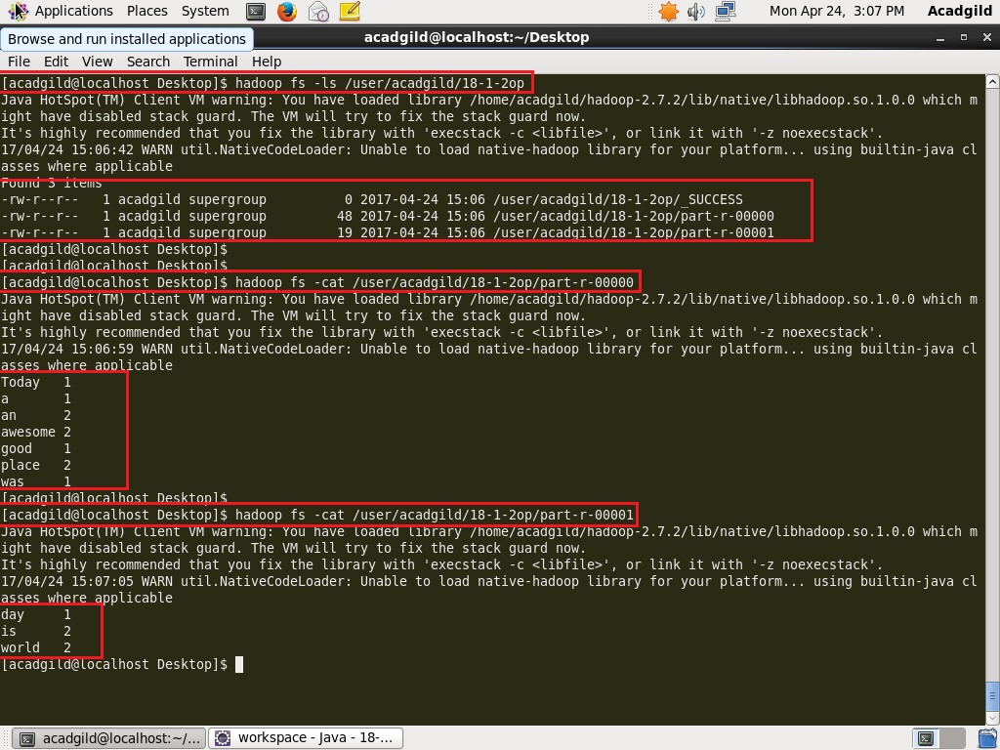 Applications Places System Mon Apr 24, 3:07 PM Acadgild
Browse and run installed applications
acadgild@localhost:~/Desktop
File Edit View Search Terminal Help
[acadgild@localhost Desktop]$ hadoop fs -ls /user/acadgild/18-1-2op
Java HotSpot(TM) Client VM warning: You have loaded library /home/acadgild/hadoop-2.7.2/lib/native/libhadoop.so.1.0.0 which m
ight have disabled stack guard. The VM will try to fix the stack guard now.
It's highly recommended that you fix the library with 'execstack -c <libfile>', or link it with '-z noexecstack'.
17/04/24 15:06:42 WARN util.NativeCodeLoader: Unable to load native-hadoop library for your platform... using builtin-java cl
asses where applicable
Found 3 items
-rw-r--r--   1 acadgild supergroup          0 2017-04-24 15:06 /user/acadgild/18-1-2op/_SUCCESS
-rw-r--r--   1 acadgild supergroup         48 2017-04-24 15:06 /user/acadgild/18-1-2op/part-r-00000
-rw-r--r--   1 acadgild supergroup         19 2017-04-24 15:06 /user/acadgild/18-1-2op/part-r-00001
[acadgild@localhost Desktop]$
[acadgild@localhost Desktop]$
[acadgild@localhost Desktop]$ hadoop fs -cat /user/acadgild/18-1-2op/part-r-00000
Java HotSpot(TM) Client VM warning: You have loaded library /home/acadgild/hadoop-2.7.2/lib/native/libhadoop.so.1.0.0 which m
ight have disabled stack guard. The VM will try to fix the stack guard now.
It's highly recommended that you fix the library with 'execstack -c <libfile>', or link it with '-z noexecstack'.
17/04/24 15:06:59 WARN util.NativeCodeLoader: Unable to load native-hadoop library for your platform... using builtin-java cl
asses where applicable
Today   1
a       1
an      2
awesome 2
good    1
place   2
was     1
[acadgild@localhost Desktop]$
[acadgild@localhost Desktop]$ hadoop fs -cat /user/acadgild/18-1-2op/part-r-00001
Java HotSpot(TM) Client VM warning: You have loaded library /home/acadgild/hadoop-2.7.2/lib/native/libhadoop.so.1.0.0 which m
ight have disabled stack guard. The VM will try to fix the stack guard now.
It's highly recommended that you fix the library with 'execstack -c <libfile>', or link it with '-z noexecstack'.
17/04/24 15:07:05 WARN util.NativeCodeLoader: Unable to load native-hadoop library for your platform... using builtin-java cl
asses where applicable
day     1
is      2
world   2
[acadgild@localhost Desktop]$
acadgild@localhost:~/... workspace - Java - 18-...